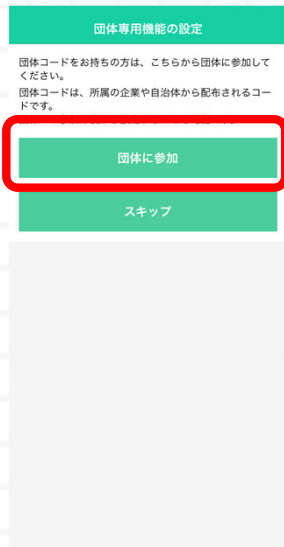 団体専用機能の設定
団体コードをお持ちの方は、こちらから団体に参加して
ください。
団体コードは、所属の企業や自治体から配布されるコー
ドです。
団体に参加
スキップ